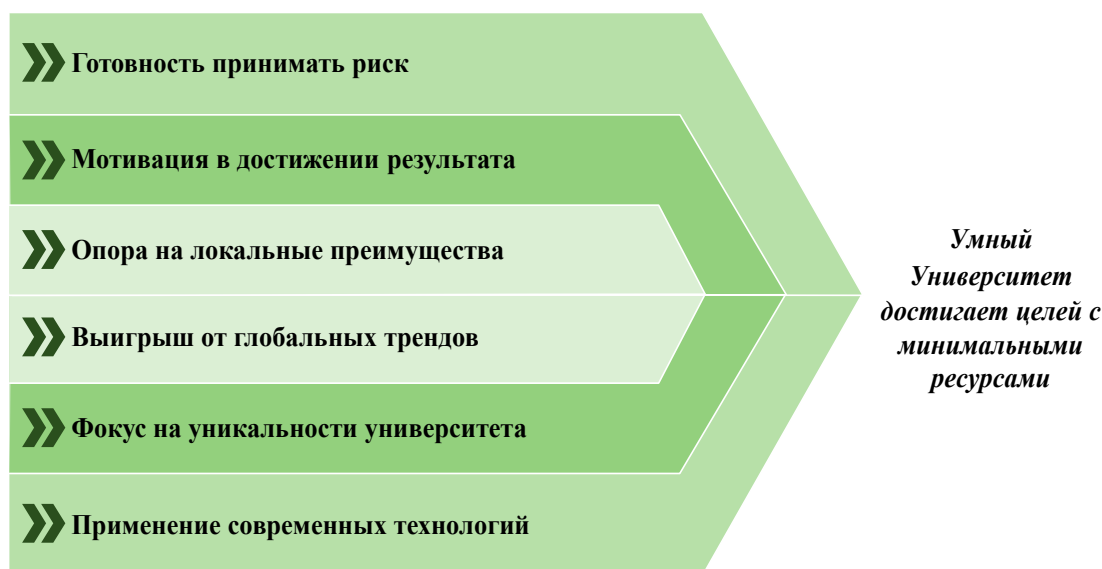 Готовность принимать риск
Мотивация в достижении результата
Опора на локальные преимущества
Выигрыш от глобальных трендов
Фокус на уникальности университета
Применение современных технологий
Умный
Университет
достигает целей с
минимальными
ресурсами